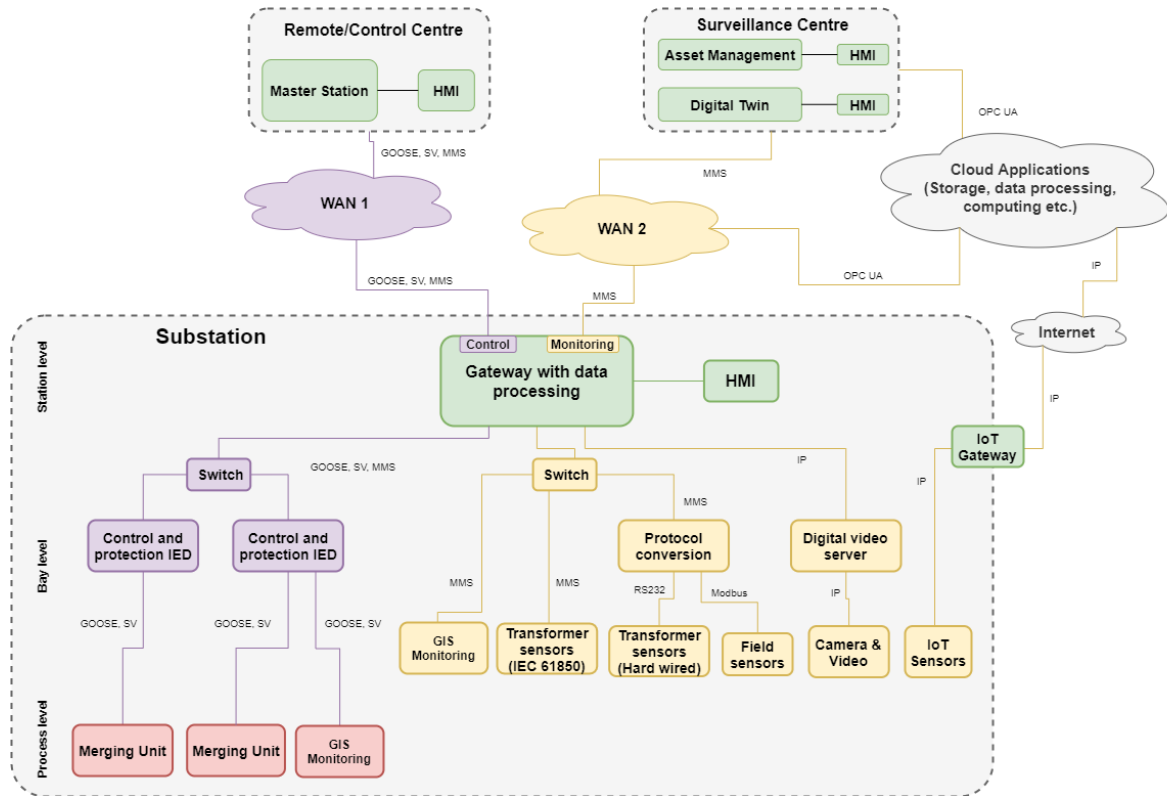 Remote/Control Centre
Master Station
HMI
Surveillance Centre
Asset Management
HMI
Digital Twin
HMI
OPC UA
GOOSE, SV, MMS
MMS
Cloud Applications
(Storage, data processing,
computing etc.)
WAN 1
WAN 2
GOOSE, SV, MMS
MMS
OPC UA
IP
Internet
Substation
Station level
Control
Monitoring
Gateway with data
processing
HMI
IP
IoT
Gateway
Switch
GOOSE, SV, MMS
Switch
IP
IP
MMS
Bay level
Control and
protection IED
Control and
protection IED
Protocol
conversion
Digital video
server
MMS
MMS
RS232
Modbus
IP
GOOSE, SV
GOOSE, SV
GOOSE, SV
GIS
Monitoring
Transformer
sensors
(IEC 61850)
Transformer
sensors
(Hard wired)
Field
sensors
Camera &
Video
IoT
Sensors
Process level
Merging Unit
Merging Unit
GIS
Monitoring